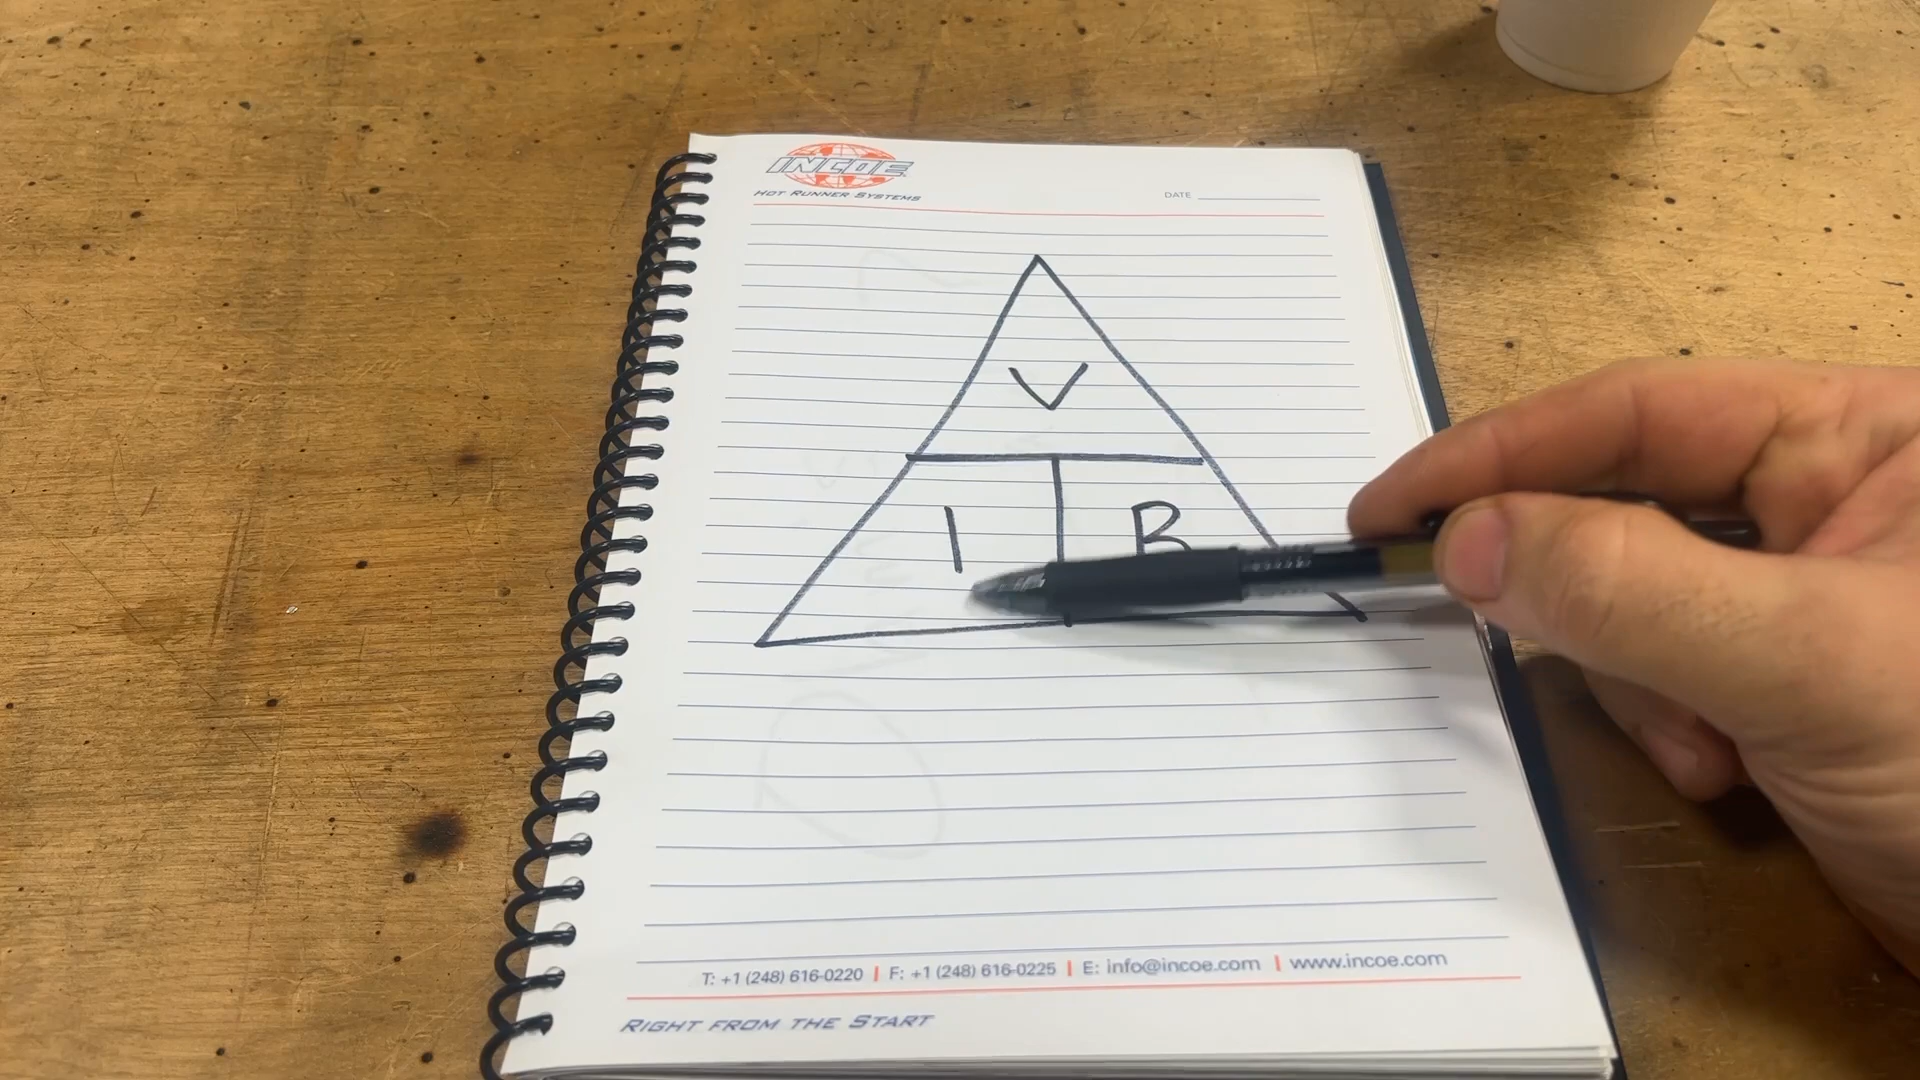 INCOE
HOT RUNNER SYSTEMS
DATE
V
I R
T: +1 (248) 616-0220 | F: +1 (248) 616-0225 | E: info@incoe.com | www.incoe.com
RIGHT FROM THE START